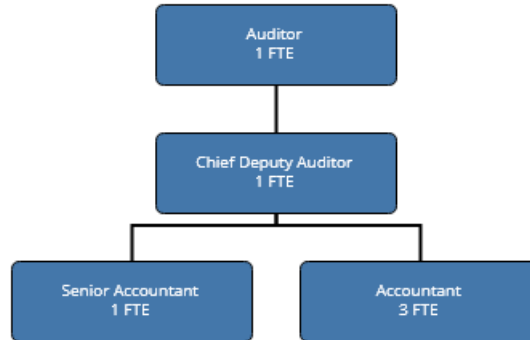 Auditor
1 FTE
Chief Deputy Auditor
1 FTE
Senior Accountant
1 FTE
Accountant
3 FTE